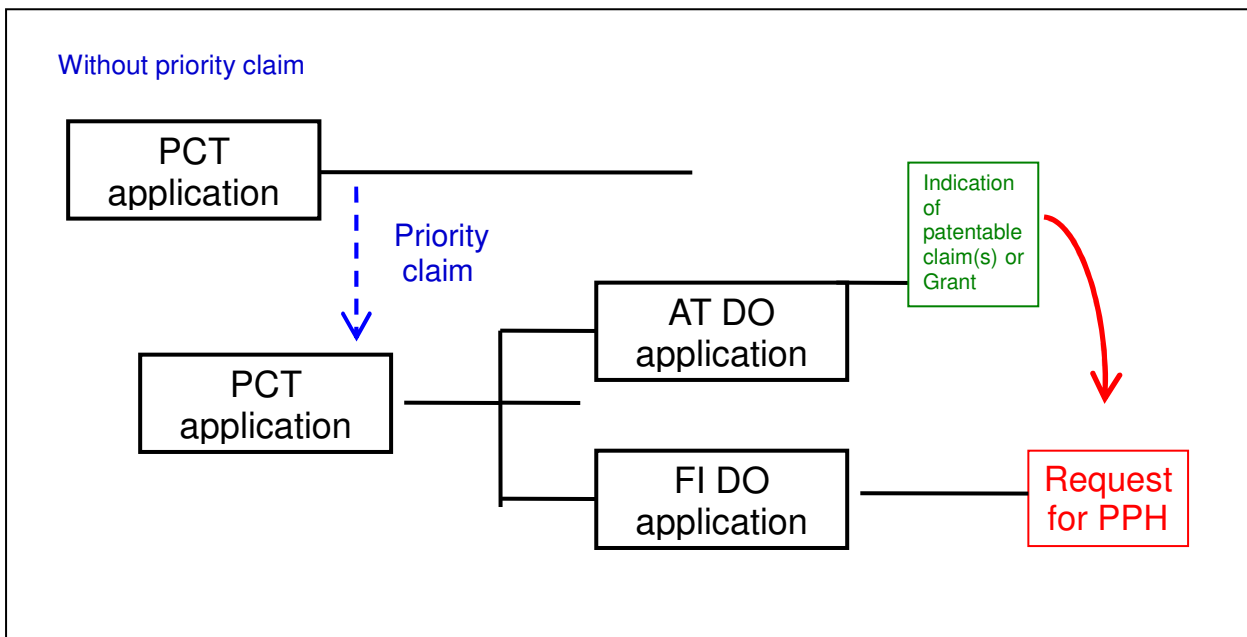 Without priority claim
PCT
application
Priority
claim
Indication
of
patentable
claim(s) or
Grant
AT DO
application
PCT
application
FI DO
application
Request
for PPH